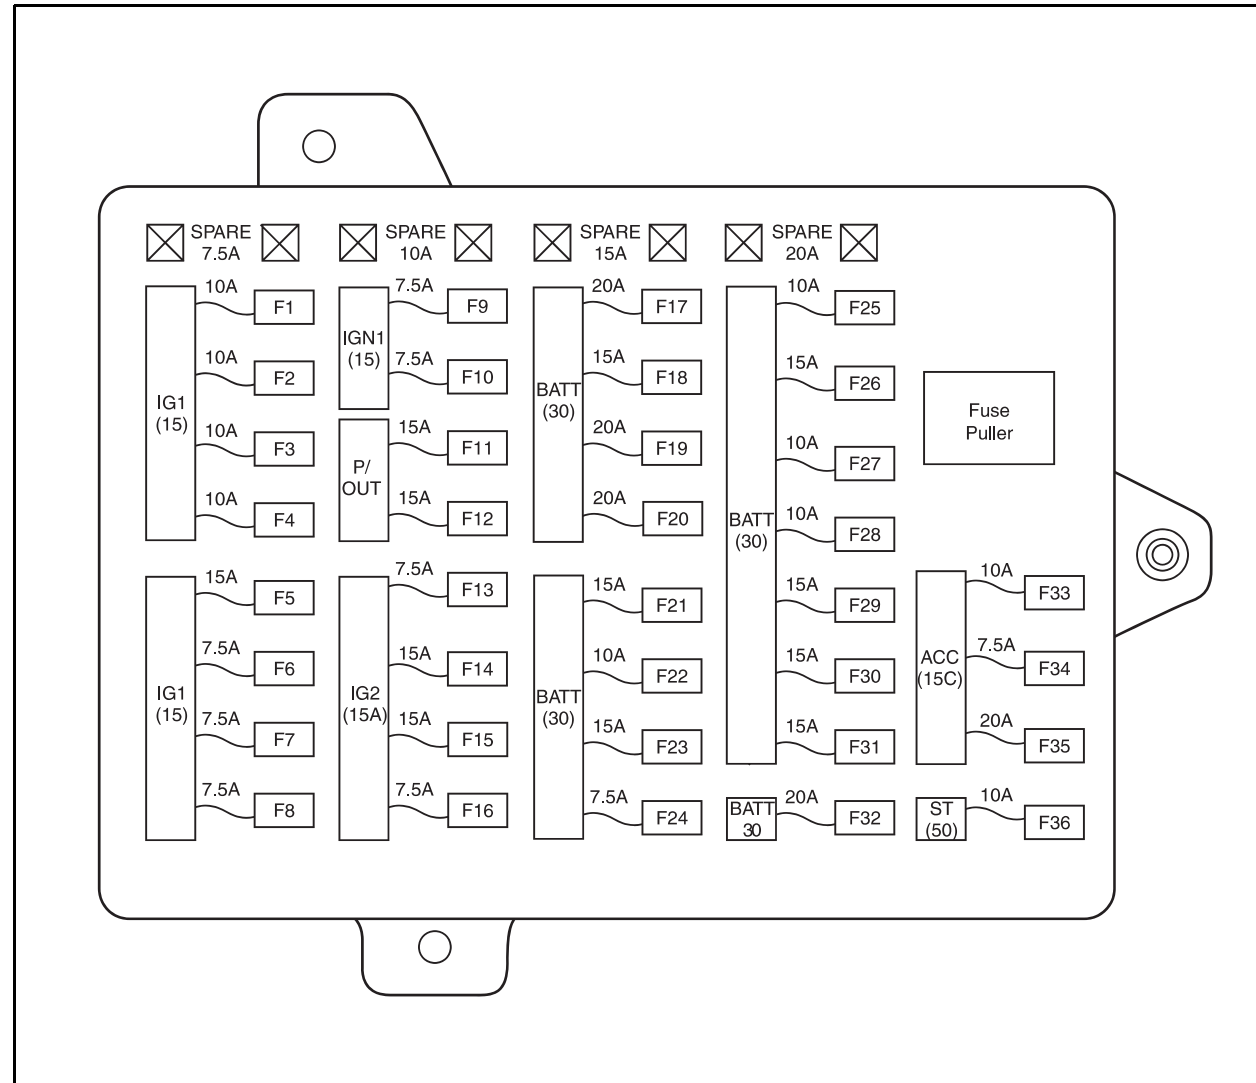 SPARE
7.5A
SPARE
10A
SPARE
15A
SPARE
20A
IG1
(15)
10A
F1
10A
F2
10A
F3
10A
F4
IG1
(15)
15A
F5
7.5A
F6
7.5A
F7
7.5A
F8
IGN1
(15)
7.5A
F9
7.5A
F10
P/
OUT
15A
F11
15A
F12
IG2
(15A)
7.5A
F13
15A
F14
15A
F15
7.5A
F16
BATT
(30)
20A
F17
15A
F18
20A
F19
20A
F20
BATT
(30)
15A
F21
10A
F22
15A
F23
7.5A
F24
BATT
(30)
10A
F25
15A
F26
10A
F27
10A
F28
15A
F29
15A
F30
15A
F31
BATT
30
20A
F32
Fuse
Puller
ACC
(15C)
10A
F33
7.5A
F34
20A
F35
ST
(50)
10A
F36